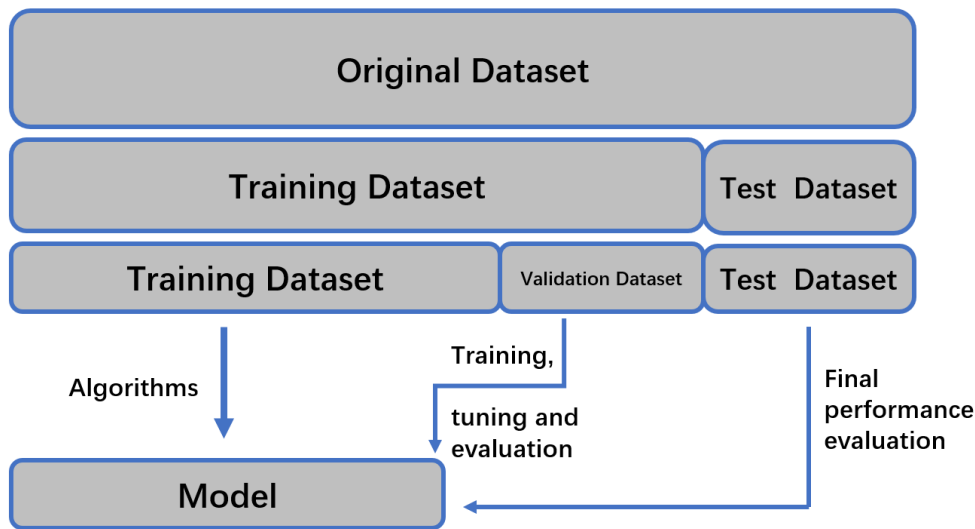 Original Dataset
Training Dataset
Test Dataset
Training Dataset
Validation Dataset
Test Dataset
Algorithms
Training,
tuning and
evaluation
Final
performance
evaluation
Model